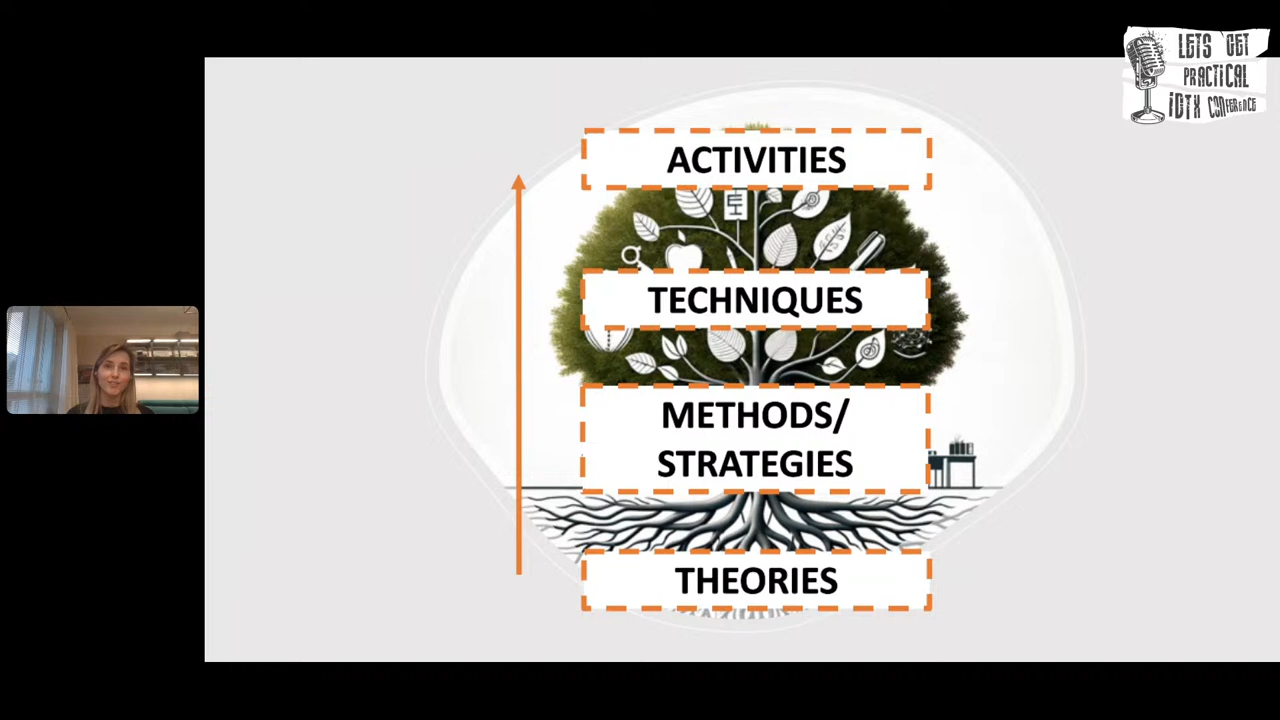 LETS GET
PRACTICAL
iDTX CONFERENCE
ACTIVITIES
TECHNIQUES
METHODS/
STRATEGIES
THEORIES